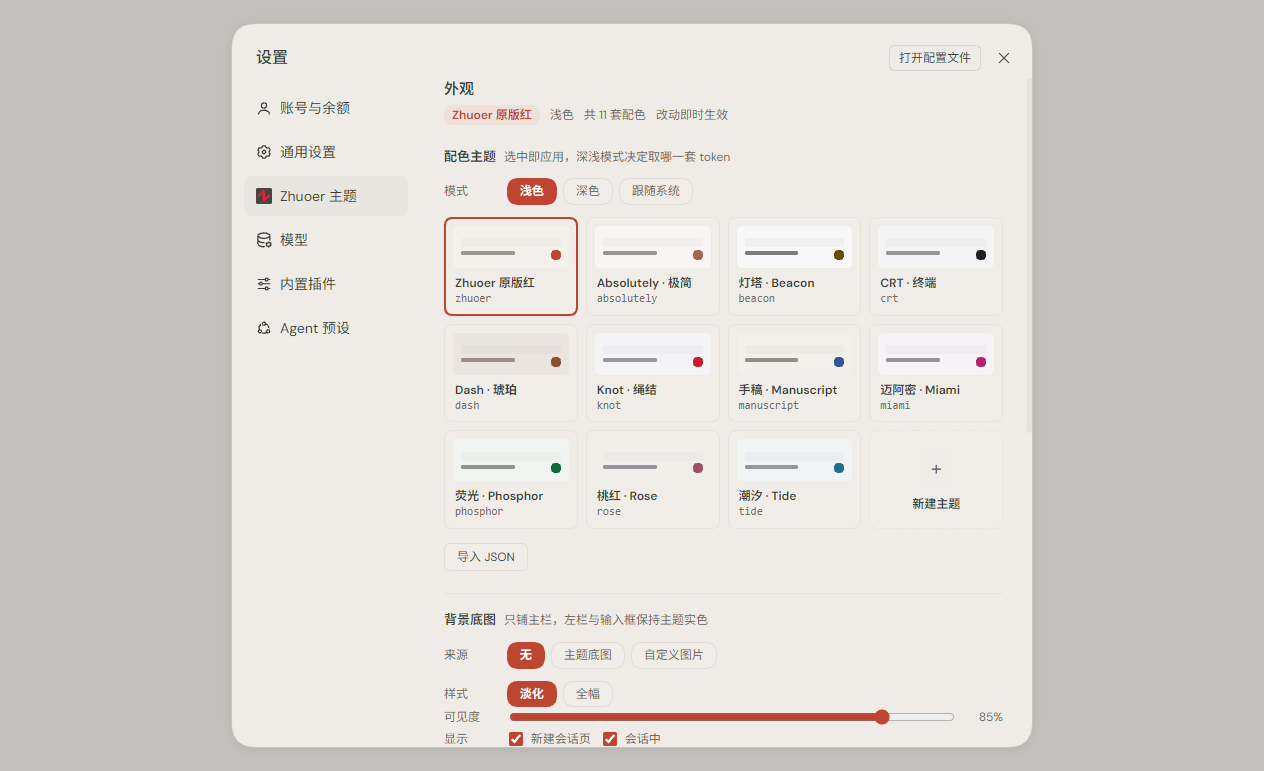 设置
打开配置文件
账号与余额
通用设置
Zhuoer 主题
模型
内置插件
Agent 预设
外观
Zhuoer 原版红 浅色 共 11 套配色 改动即时生效
配色主题 选中即应用，深浅模式决定取哪一套 token
模式 浅色 深色 跟随系统
Zhuoer 原版红
zhuoer
Absolutely · 极简
absolutely
灯塔 · Beacon
beacon
CRT · 终端
crt
Dash · 琥珀
dash
Knot · 绳结
knot
手稿 · Manuscript
manuscript
迈阿密 · Miami
miami
荧光 · Phosphor
phosphor
桃红 · Rose
rose
潮汐 · Tide
tide
+
新建主题
导入 JSON
背景底图 只铺主栏，左栏与输入框保持主题实色
来源 无 主题底图 自定义图片
样式 淡化 全幅
可见度 85%
显示 新建会话页 会话中